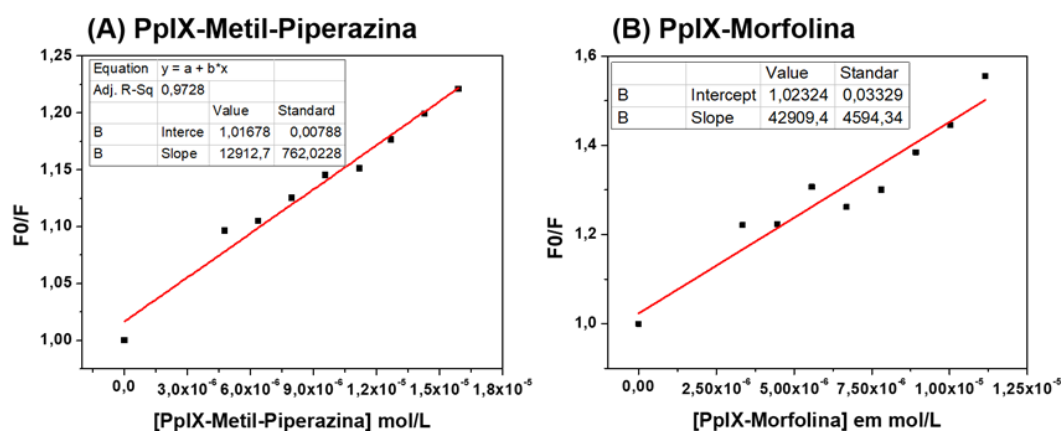 (A) PpIX-Metil-Piperazina
Equation y = a + b*x
Adj. R-Sq 0,9728
Value Standard
B Interce 1,01678 0,00788
B Slope 12912,7 762,0228
1,25
1,20
1,15
1,10
1,05
1,00
F0/F
0,0 3,0x10⁻⁶ 6,0x10⁻⁶ 9,0x10⁻⁶ 1,2x10⁻⁵ 1,5x10⁻⁵ 1,8x10⁻⁵
[PpIX-Metil-Piperazina] mol/L
(B) PpIX-Morfolina
Value Standar
B Intercept 1,02324 0,03329
B Slope 42909,4 4594,34
1,6
1,4
1,2
1,0
F0/F
0,00 2,50x10⁻⁶ 5,00x10⁻⁶ 7,50x10⁻⁶ 1,00x10⁻⁵ 1,25x10⁻⁵
[PpIX-Morfolina] em mol/L